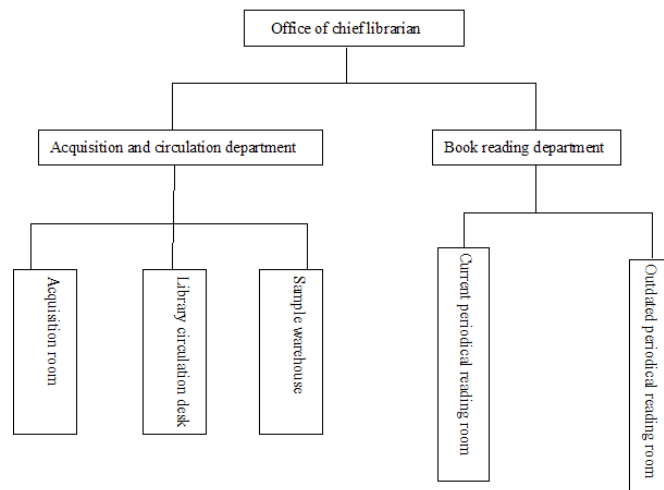 Office of chief librarian
Acquisition and circulation department
Book reading department
Acquisition room
Library circulation desk
Sample warehouse
Current periodical reading room
Outdated periodical reading room